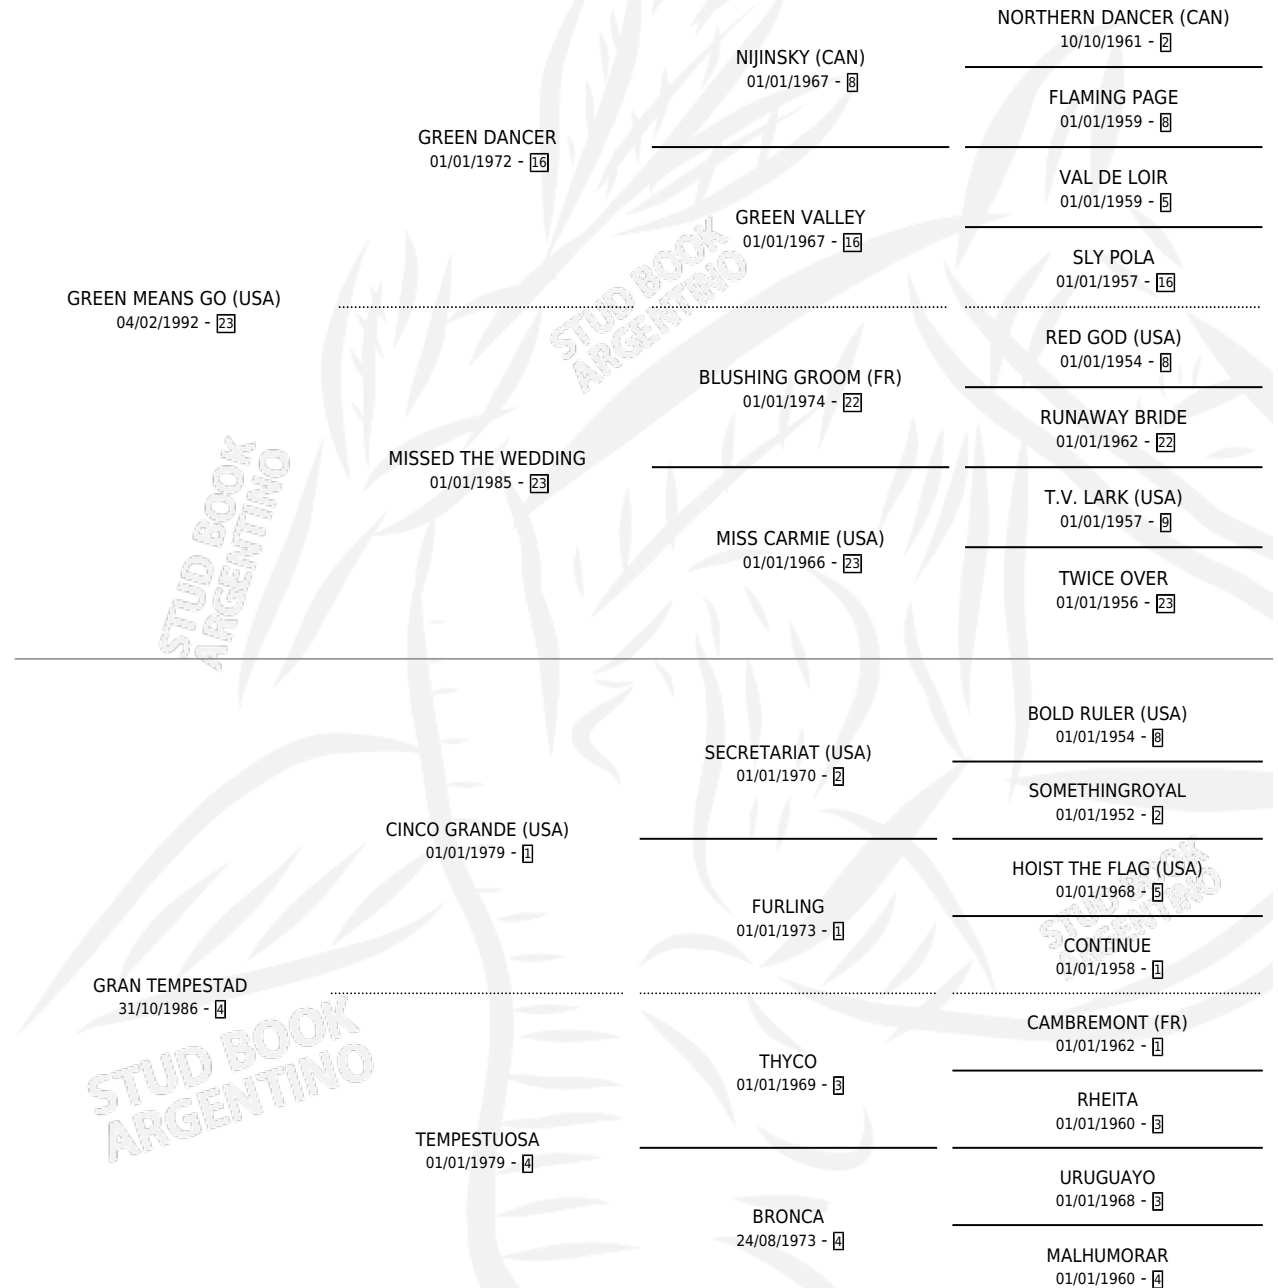 NORTHERN DANCER (CAN)
10/10/1961 - 2
NIJINSKY (CAN)
01/01/1967 - 8
FLAMING PAGE
01/01/1959 - 8
GREEN DANCER
01/01/1972 - 16
VAL DE LOIR
01/01/1959 - 5
GREEN VALLEY
01/01/1967 - 16
SLY POLA
01/01/1957 - 16
GREEN MEANS GO (USA)
04/02/1992 - 23
RED GOD (USA)
01/01/1954 - 8
BLUSHING GROOM (FR)
01/01/1974 - 22
RUNAWAY BRIDE
01/01/1962 - 22
MISSED THE WEDDING
01/01/1985 - 23
T.V. LARK (USA)
01/01/1957 - 9
MISS CARMIE (USA)
01/01/1966 - 23
TWICE OVER
01/01/1956 - 23
BOLD RULER (USA)
01/01/1954 - 8
SECRETARIAT (USA)
01/01/1970 - 2
SOMETHINGROYAL
01/01/1952 - 2
CINCO GRANDE (USA)
01/01/1979 - 1
HOIST THE FLAG (USA)
01/01/1968 - 5
FURLING
01/01/1973 - 1
CONTINUE
01/01/1958 - 1
GRAN TEMPESTAD
31/10/1986 - 4
CAMBREMONT (FR)
01/01/1962 - 1
THYCO
01/01/1969 - 3
RHEITA
01/01/1960 - 3
TEMPESTUOSA
01/01/1979 - 4
URUGUAYO
01/01/1968 - 3
BRONCA
24/08/1973 - 4
MALHUMORAR
01/01/1960 - 4
STUD BOOK
ARGENTINO
STUD BOOK
ARGENTINO
STUD BOOK
ARGENTINO
STUD BOOK
ARGENTINO